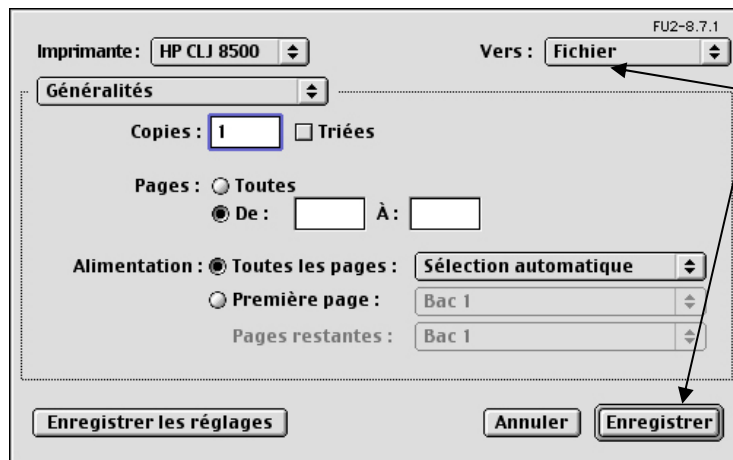 FU2-8.7.1
Imprimante : HP CLJ 8500 Vers : Fichier
Généralités
Copies : 1 Triées
Pages : Toutes
De : À :
Alimentation : Toutes les pages : Sélection automatique
Première page : Bac 1
Pages restantes : Bac 1
Enregistrer les réglages Annuler Enregistrer